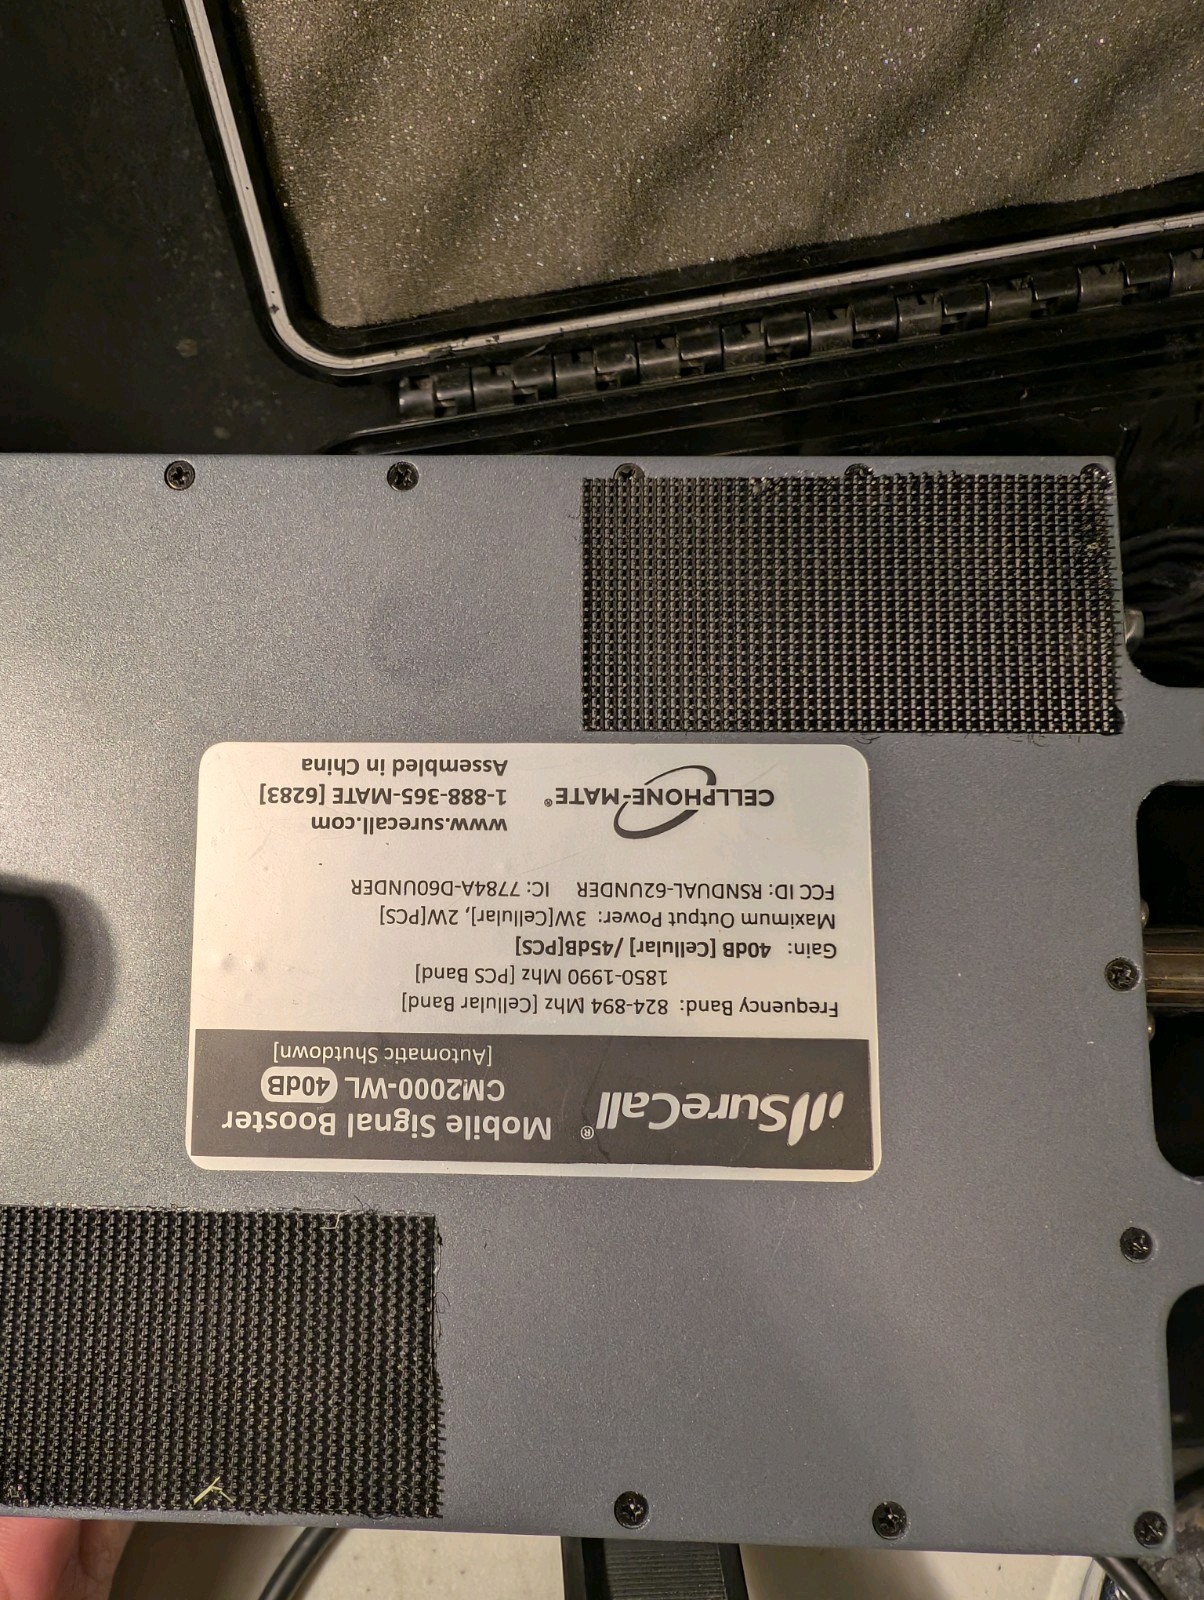 SureCall®
Mobile Signal Booster
CM2000-WL 40dB
[Automatic Shutdown]
Frequency Band: 824-894 Mhz [Cellular Band]
1850-1990 Mhz [PCS Band]
Gain: 40dB [Cellular] /45dB[PCS]
Maximum Output Power: 3W[Cellular], 2W[PCS]
FCC ID: RSNDUAL-62UNDER IC: 7784A-D60UNDER
CELLPHONE-MATE®
www.surecall.com
1-888-365-MATE [6283]
Assembled in China